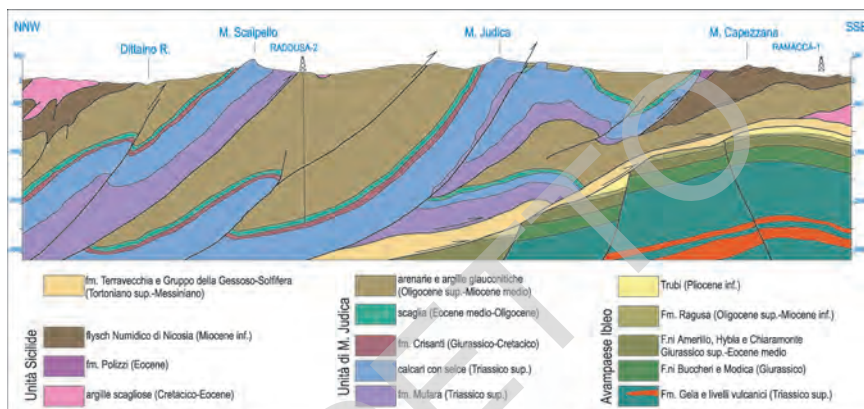 NNW
M. Scalpello
M. Judica
M. Capezzana
SSE
Dittaino R.
RADDUSA-2
RAMACCA-1
fm. Terravecchia e Gruppo della Gessoso-Solfifera
(Tortoniano sup.-Messiniano)
Unità Sicilide
flysch Numidico di Nicosia (Miocene inf.)
fm. Polizzi (Eocene)
argille scagliose (Cretacico-Eocene)
Unità di M. Judica
arenarie e argille glauconitiche
(Oligocene sup.-Miocene medio)
scaglia (Eocene medio-Oligocene)
fm. Crisanti (Giurassico-Cretacico)
calcari con selce (Triassico sup.)
fm. Mufara (Triassico sup.)
Avampaese Ibleo
Trubi (Pliocene inf.)
Fm. Ragusa (Oligocene sup.-Miocene inf.)
F.ni Amerillo, Hybla e Chiaramonte
Giurassico sup.-Eocene medio
F.ni Buccheri e Modica (Giurassico)
Fm. Gela e livelli vulcanici (Triassico sup.)